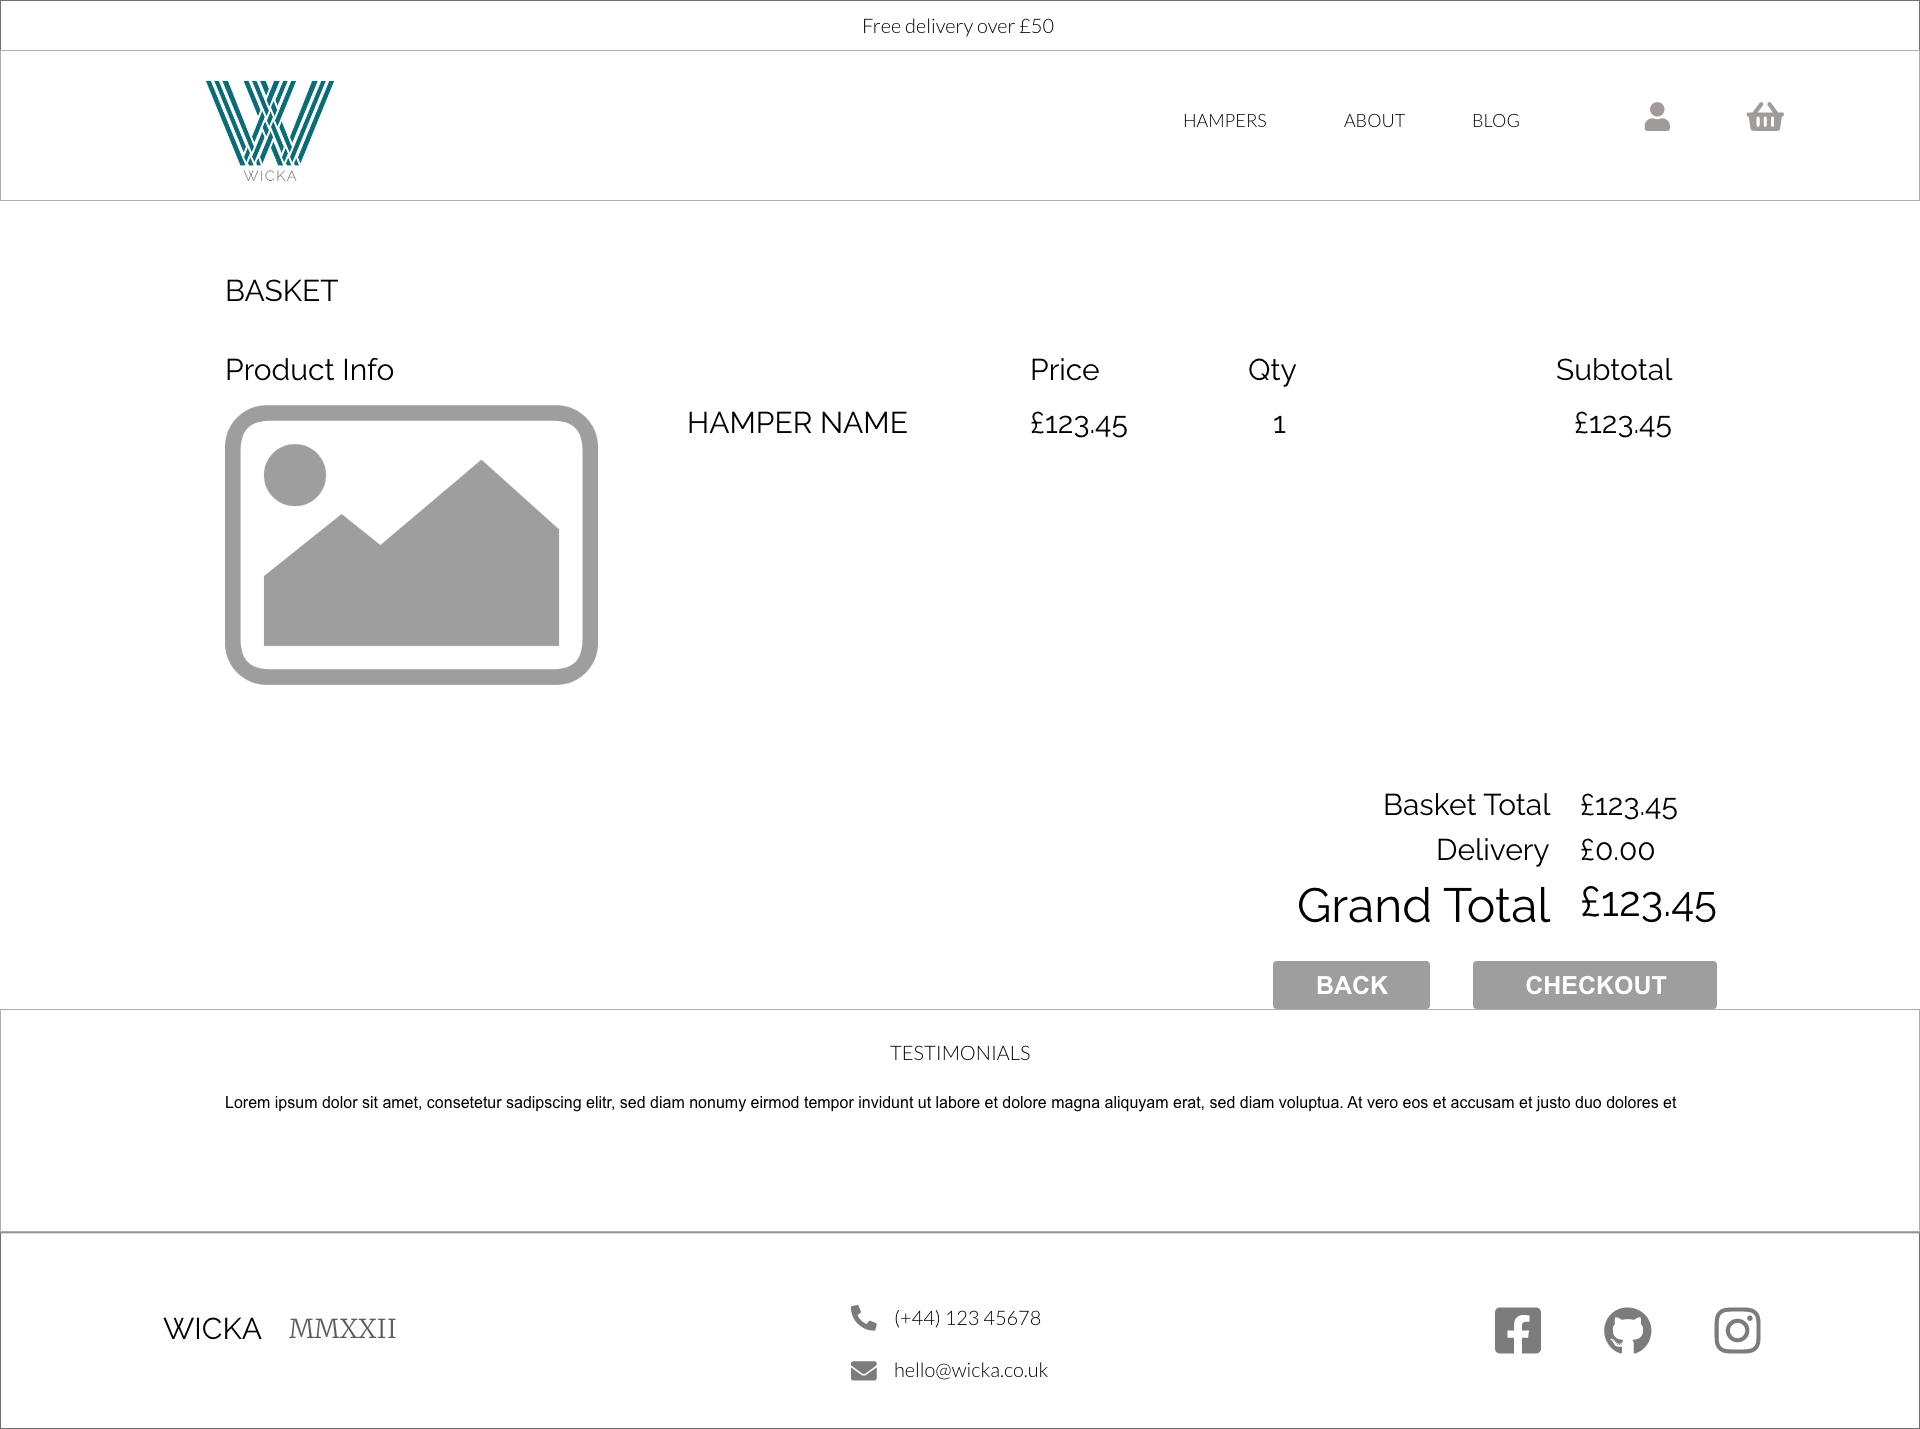 Free delivery over £50
WICKA
HAMPERS ABOUT BLOG
BASKET
Product Info Price Qty Subtotal
HAMPER NAME £123.45 1 £123.45
Basket Total £123.45
Delivery £0.00
Grand Total £123.45
BACK CHECKOUT
TESTIMONIALS
Lorem ipsum dolor sit amet, consetetur sadipscing elitr, sed diam nonumy eirmod tempor invidunt ut labore et dolore magna aliquyam erat, sed diam voluptua. At vero eos et accusam et justo duo dolores et
WICKA MMXXII
(+44) 123 45678
hello@wicka.co.uk